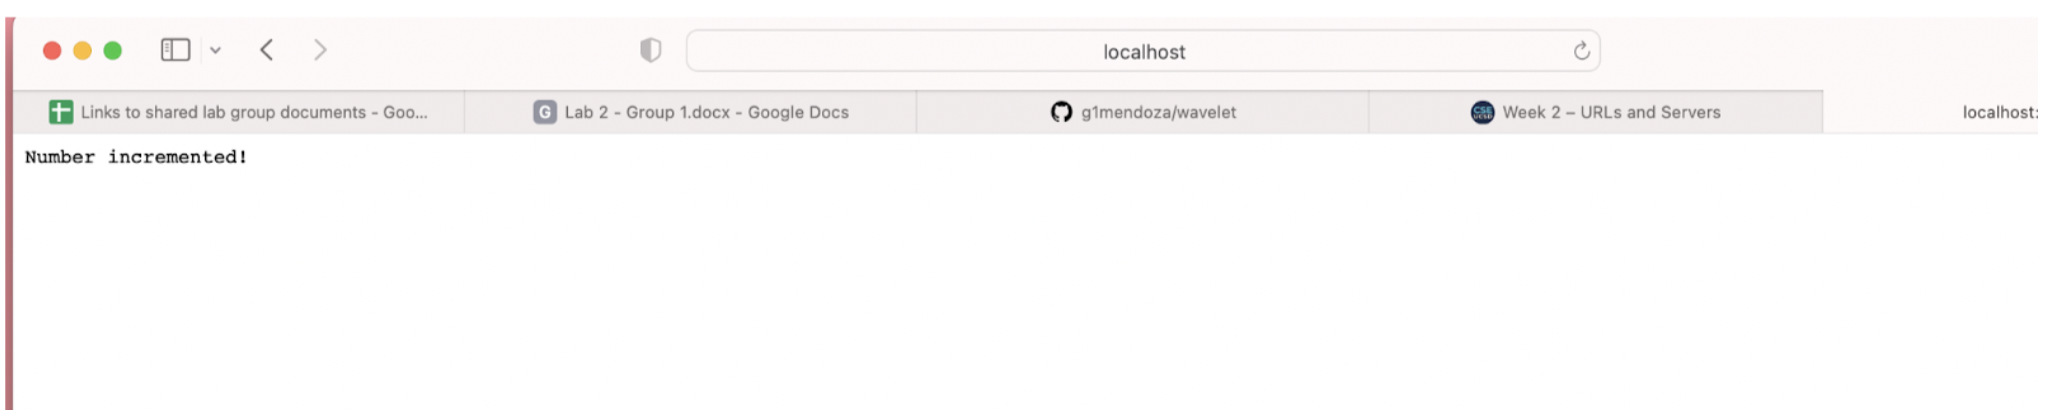 localhost
Links to shared lab group documents - Goo...
G Lab 2 - Group 1.docx - Google Docs
g1mendoza/wavelet
CSE UCSD Week 2 – URLs and Servers
localhost:
Number incremented!